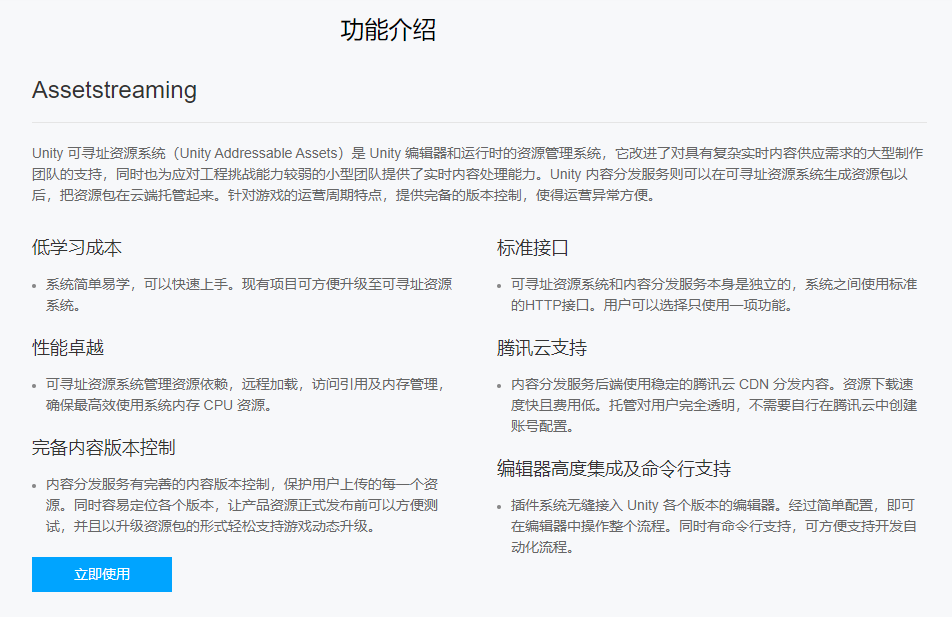 功能介绍
Assetstreaming
Unity 可寻址资源系统（Unity Addressable Assets）是 Unity 编辑器和运行时的资源管理系统，它改进了对具有复杂实时内容供应需求的大型制作
团队的支持，同时也为应对工程挑战能力较弱的小型团队提供了实时内容处理能力。Unity 内容分发服务则可以在可寻址资源系统生成资源包以
后，把资源包在云端托管起来。针对游戏的运营周期特点，提供完备的版本控制，使得运营异常方便。
低学习成本
系统简单易学，可以快速上手。现有项目可方便升级至可寻址资源
系统。
性能卓越
可寻址资源系统管理资源依赖，远程加载，访问引用及内存管理，
确保最高效使用系统内存 CPU 资源。
完备内容版本控制
内容分发服务有完善的内容版本控制，保护用户上传的每一个资
源。同时容易定位各个版本，让产品资源正式发布前可以方便测
试，并且以升级资源包的形式轻松支持游戏动态升级。
立即使用
标准接口
可寻址资源系统和内容分发服务本身是独立的，系统之间使用标准
的HTTP接口。用户可以选择只使用一项功能。
腾讯云支持
内容分发服务后端使用稳定的腾讯云 CDN 分发内容。资源下载速
度快且费用低。托管对用户完全透明，不需要自行在腾讯云中创建
账号配置。
编辑器高度集成及命令行支持
插件系统无缝接入 Unity 各个版本的编辑器。经过简单配置，即可
在编辑器中操作整个流程。同时有命令行支持，可方便支持开发自
动化流程。